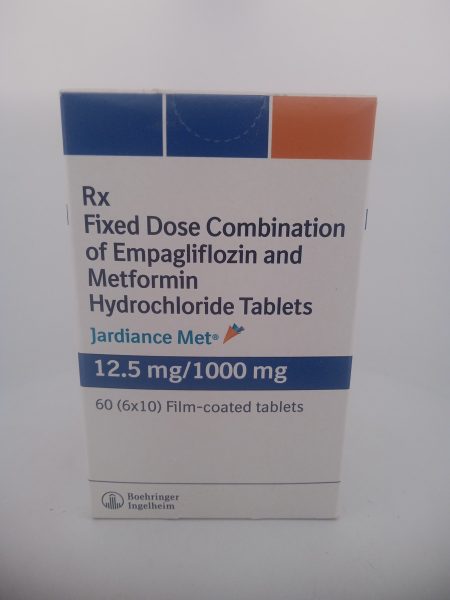 Rx
Fixed Dose Combination
of Empagliflozin and
Metformin
Hydrochloride Tablets
Jardiance Met®
12.5 mg/1000 mg
60 (6x10) Film-coated tablets
Boehringer
Ingelheim